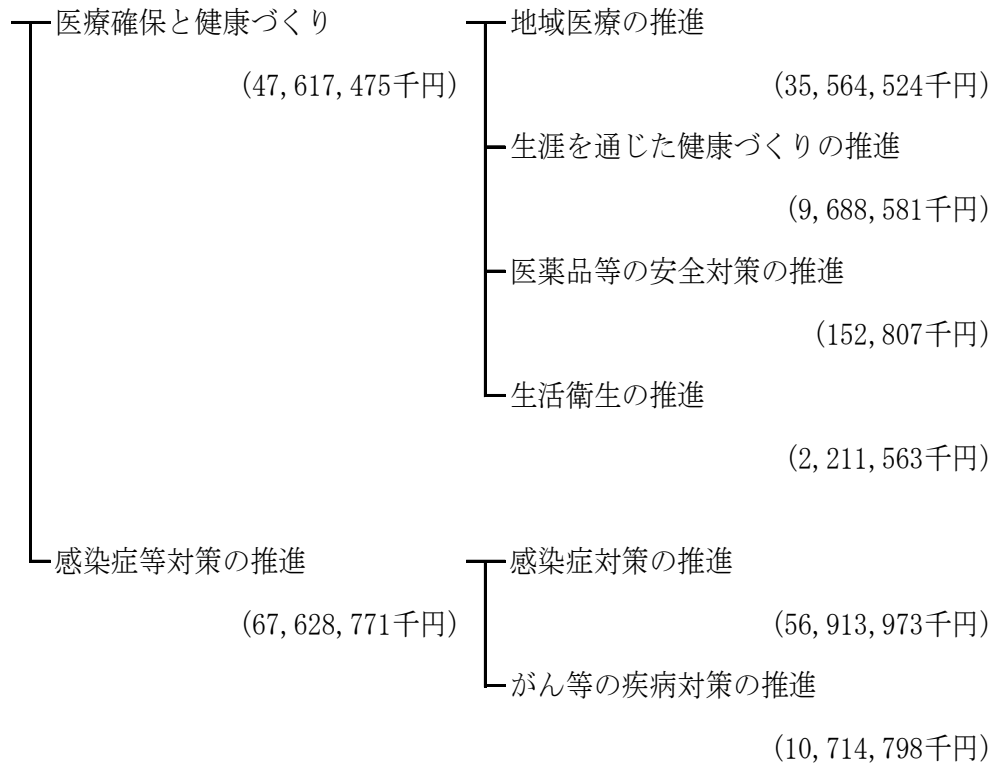 医療確保と健康づくり
(47,617,475千円)
地域医療の推進
(35,564,524千円)
生涯を通じた健康づくりの推進
(9,688,581千円)
医薬品等の安全対策の推進
(152,807千円)
生活衛生の推進
(2,211,563千円)
感染症等対策の推進
(67,628,771千円)
感染症対策の推進
(56,913,973千円)
がん等の疾病対策の推進
(10,714,798千円)